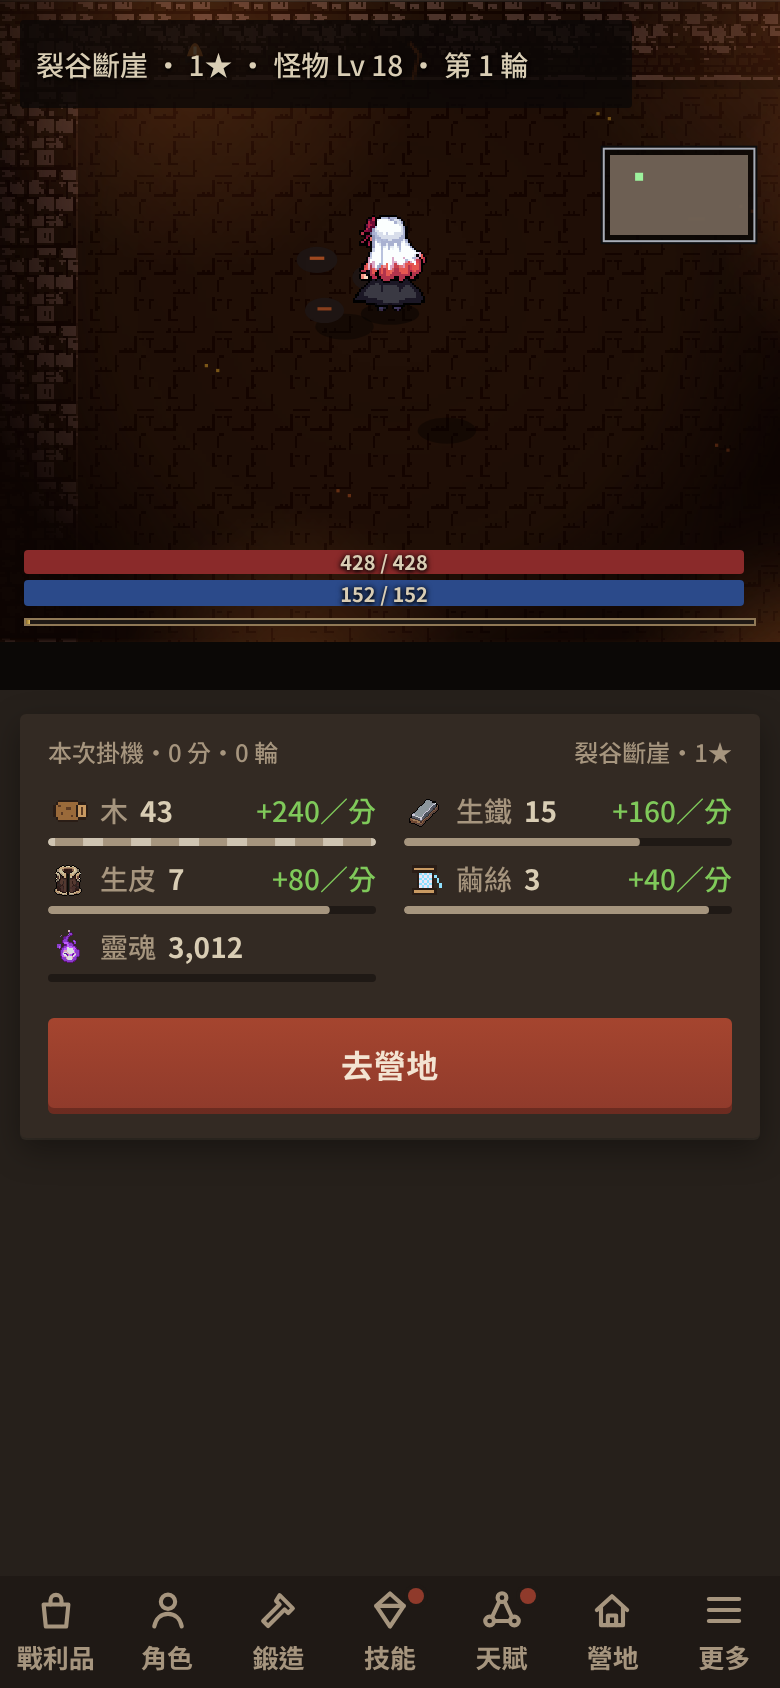 裂谷斷崖 · 1★ · 怪物 Lv 18 · 第 1 輪
428 / 428
152 / 152
本次掛機·0 分·0 輪
裂谷斷崖·1★
木 43 +240／分
生鐵 15 +160／分
生皮 7 +80／分
繭絲 3 +40／分
靈魂 3,012
去營地
戰利品 角色 鍛造 技能 天賦 營地 更多